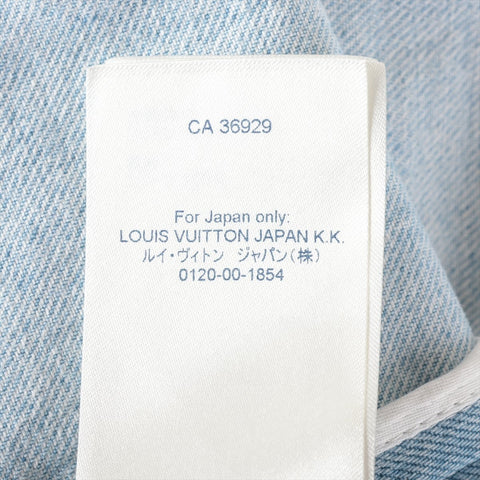 CA 36929
For Japan only:
LOUIS VUITTON JAPAN K.K.
ルイ・ヴィトン ジャパン(株)
0120-00-1854